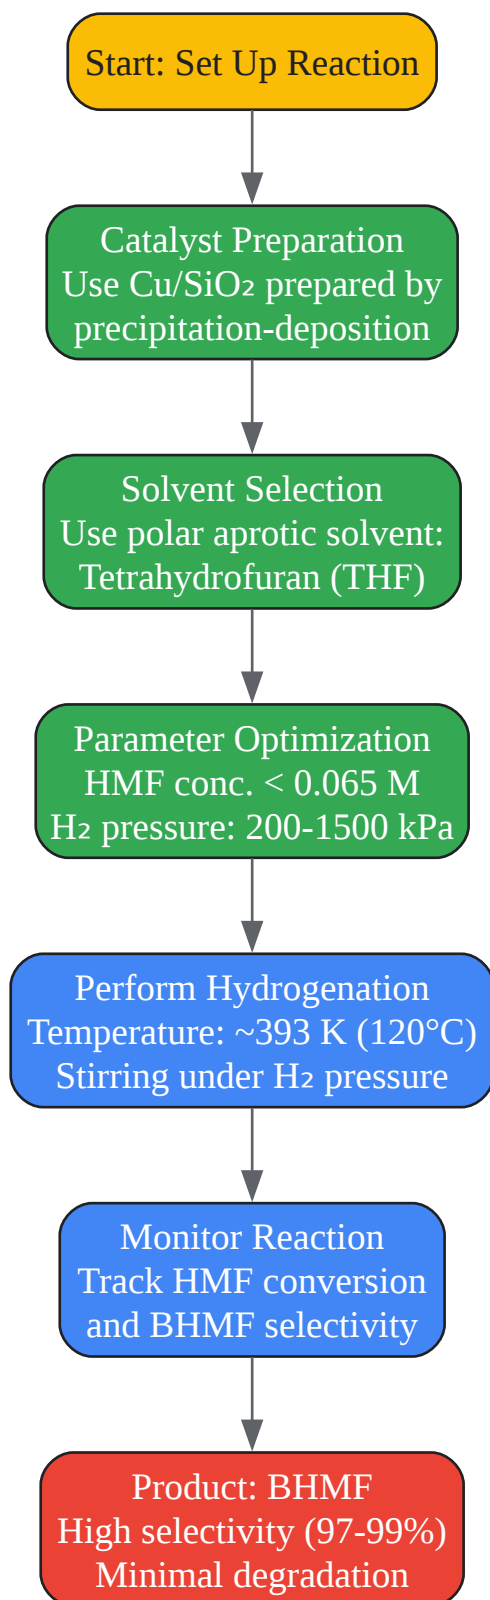 Start: Set Up Reaction
Catalyst Preparation
Use Cu/SiO₂ prepared by
precipitation-deposition
Solvent Selection
Use polar aprotic solvent:
Tetrahydrofuran (THF)
Parameter Optimization
HMF conc. < 0.065 M
H₂ pressure: 200-1500 kPa
Perform Hydrogenation
Temperature: ~393 K (120°C)
Stirring under H₂ pressure
Monitor Reaction
Track HMF conversion
and BHMF selectivity
Product: BHMF
High selectivity (97-99%)
Minimal degradation